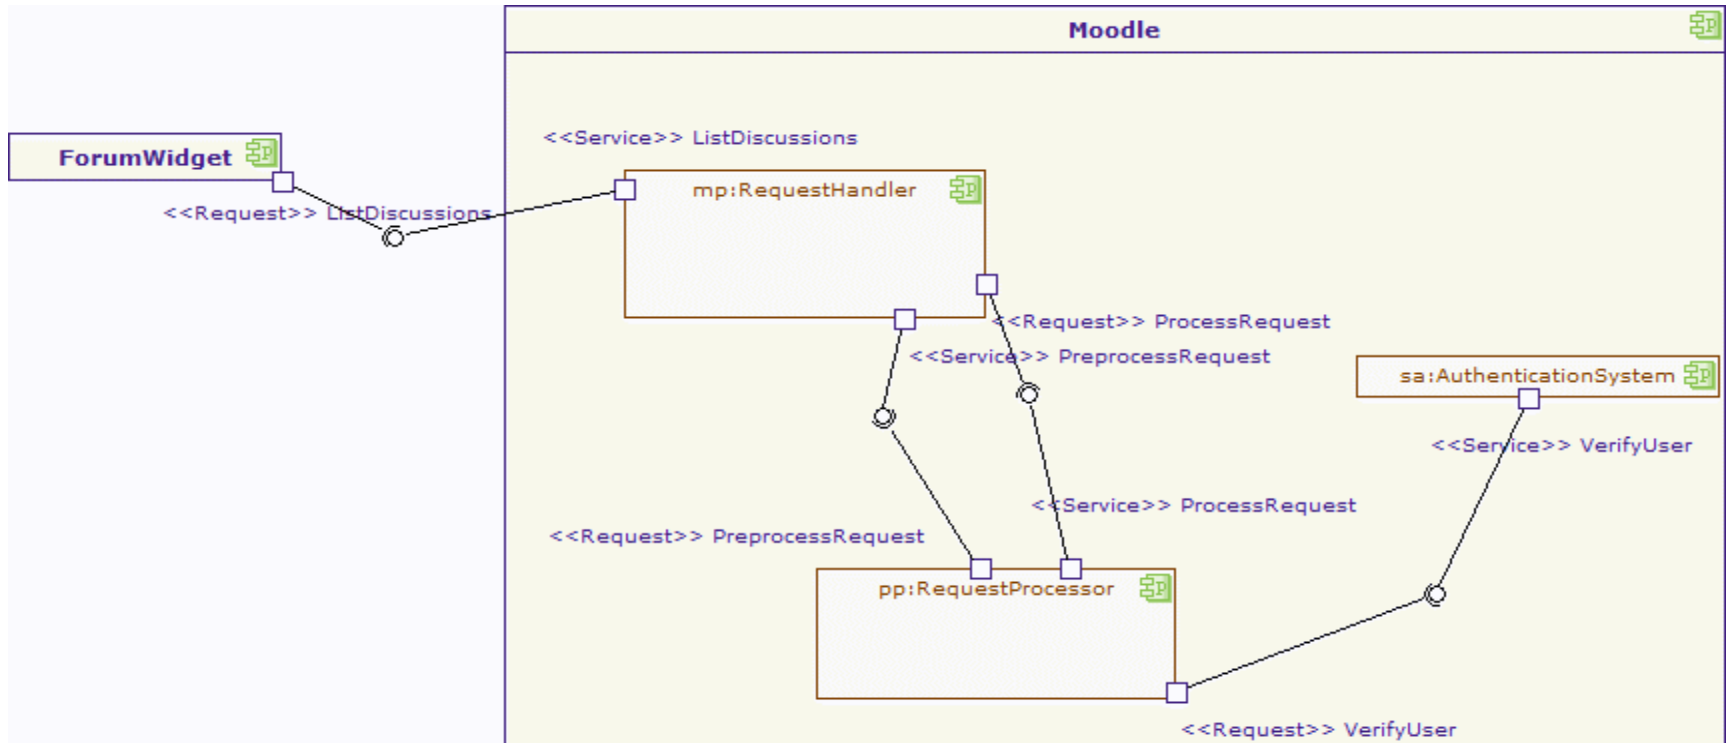 Moodle
<<Service>> ListDiscussions
ForumWidget
mp:RequestHandler
<<Request>> ListDiscussions
<<Request>> ProcessRequest
<<Service>> PreprocessRequest
sa:AuthenticationSystem
<<Service>> VerifyUser
<<Service>> ProcessRequest
<<Request>> PreprocessRequest
pp:RequestProcessor
<<Request>> VerifyUser